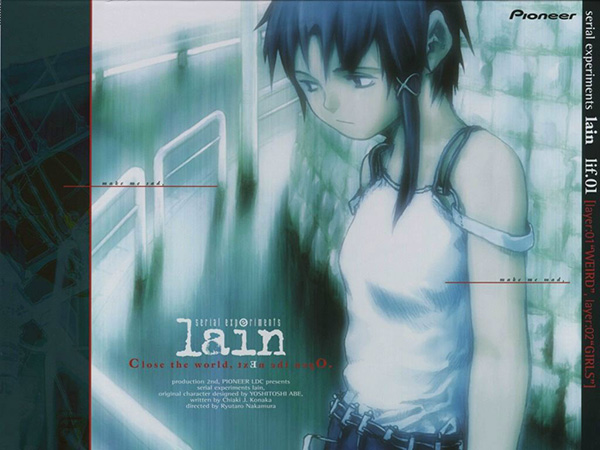 Pioneer
make me sad.
make me mad.
serial experiments
lain
Close the world, txEn eht nepO.
production 2nd, PIONEER LDC presents
serial experiments lain,
original character designed by YOSHITOSHI ABE,
written by Chiaki J. Konaka
directed by Ryutaro Nakamura
serial experiments lain lif.01 [layer:01"WEIRD", layer:02"GIRLS"]